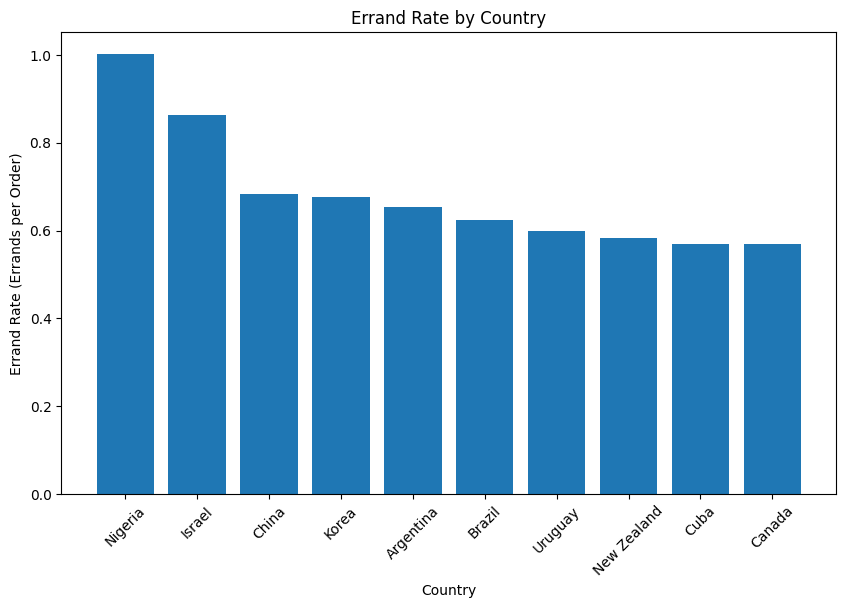 Errand Rate by Country
Errand Rate (Errands per Order)
1.0
0.8
0.6
0.4
0.2
0.0
Nigeria
Israel
China
Korea
Argentina
Brazil
Uruguay
New Zealand
Cuba
Canada
Country